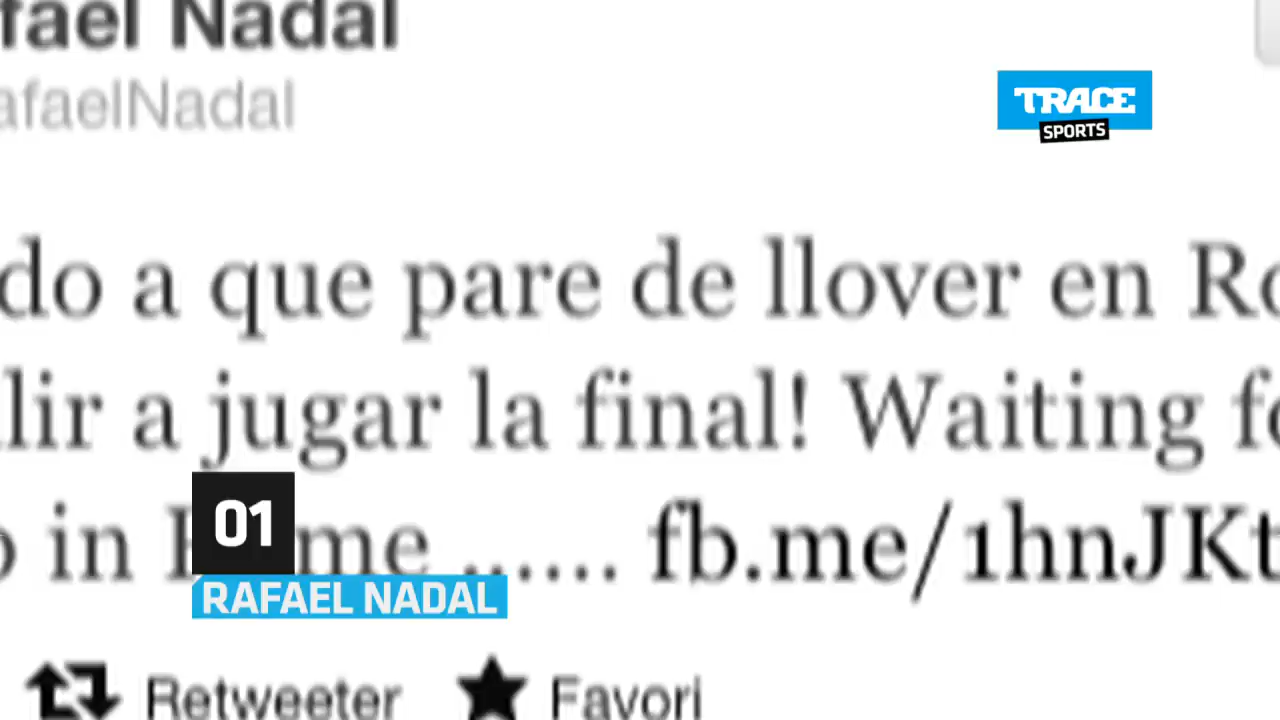 fael Nadal
afaelNadal
TRACE
SPORTS
do a que pare de llover en Ro
lir a jugar la final! Waiting fo
in me ...... fb.me/1hnJKt
01
RAFAEL NADAL
Retweeter Favori